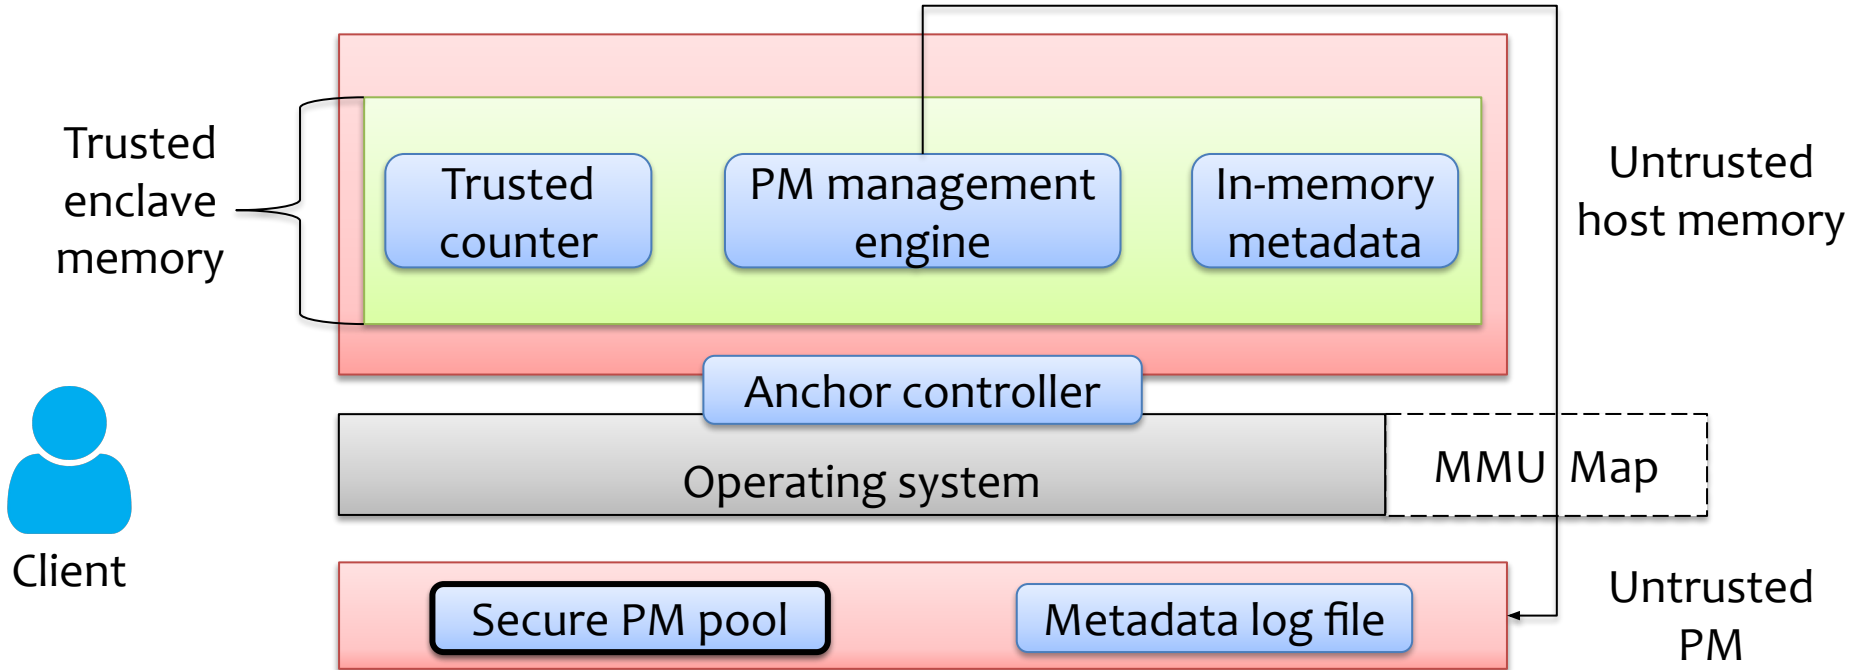 Trusted
enclave
memory
Trusted
counter
PM management
engine
In-memory
metadata
Untrusted
host memory
Anchor controller
Operating system
MMU Map
Client
Secure PM pool
Metadata log file
Untrusted
PM